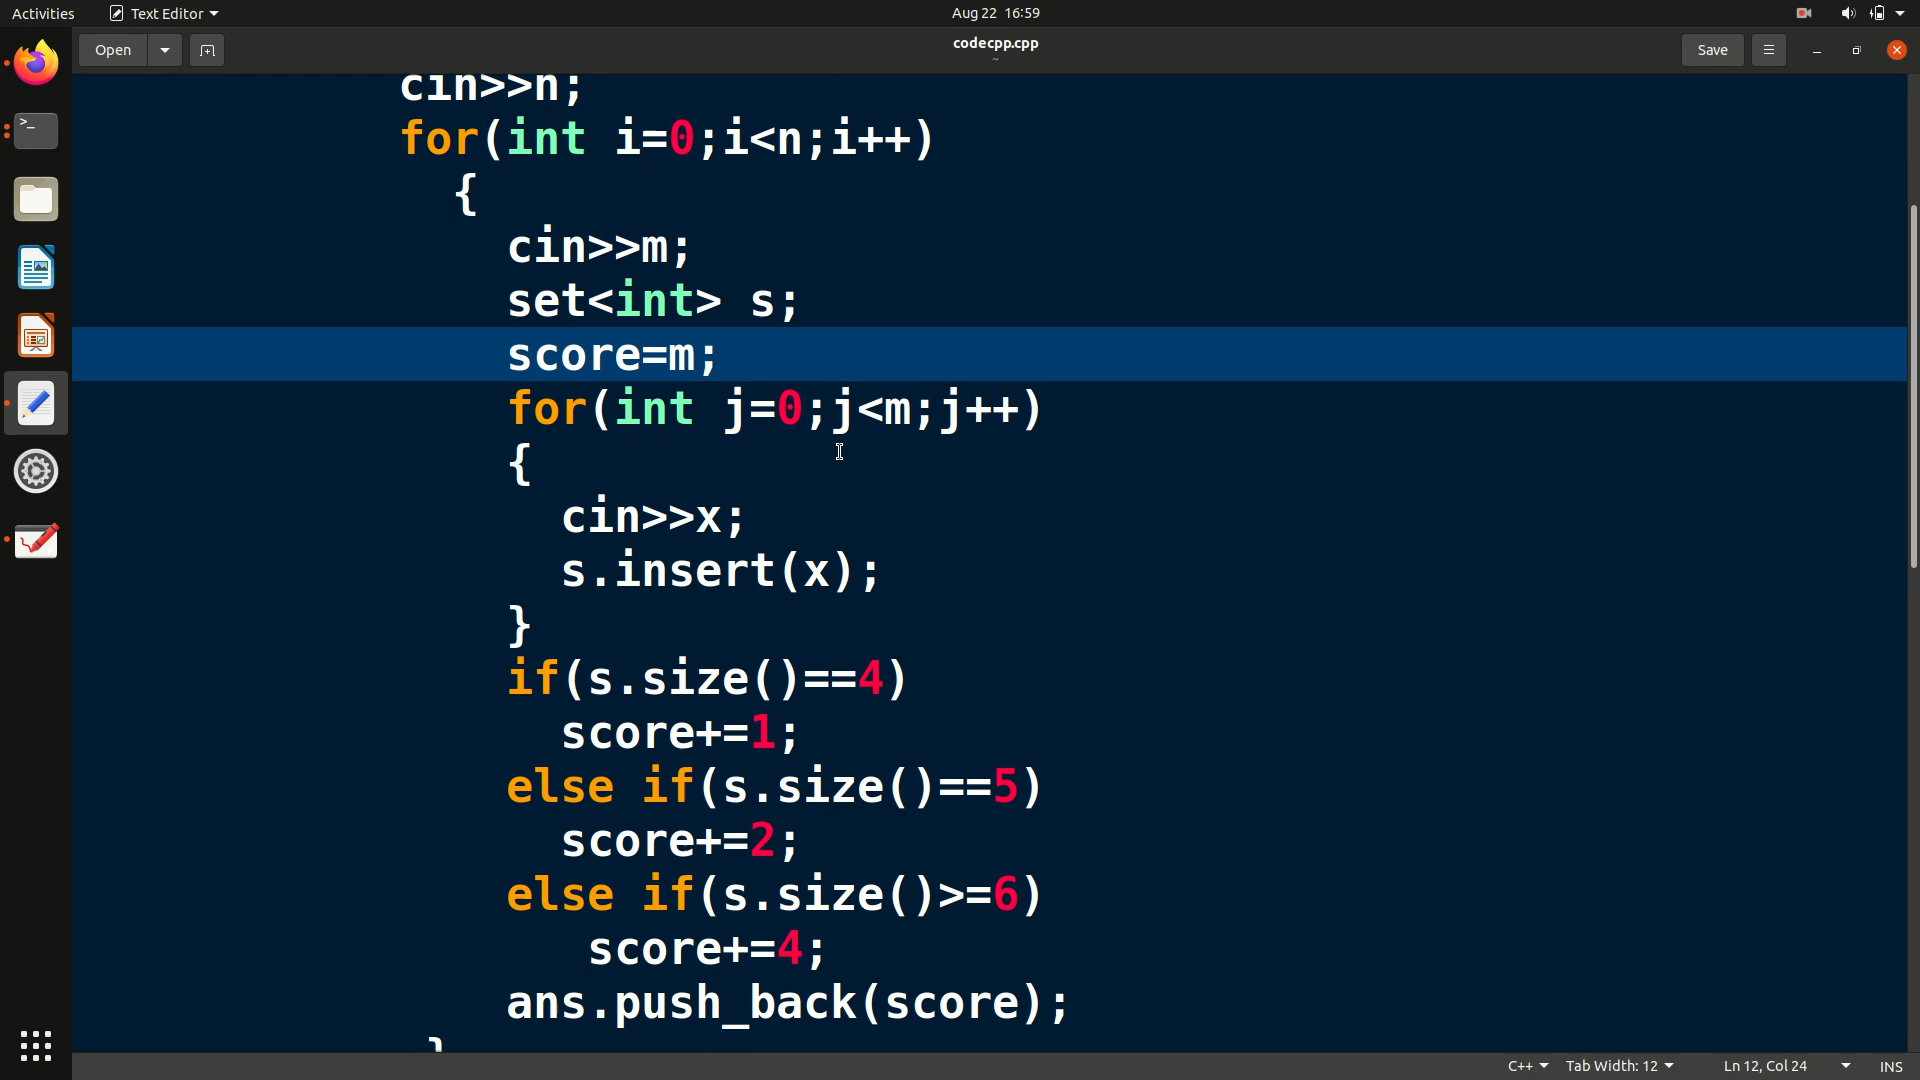 Activities
Text Editor
Aug 22 16:59
Open
codecpp.cpp
~
Save
cin>>n;
for(int i=0;i<n;i++)
{
cin>>m;
set<int> s;
score=m;
for(int j=0;j<m;j++)
{
cin>>x;
s.insert(x);
}
if(s.size()==4)
score+=1;
else if(s.size()==5)
score+=2;
else if(s.size()>=6)
score+=4;
ans.push_back(score);
}
C++
Tab Width: 12
Ln 12, Col 24
INS